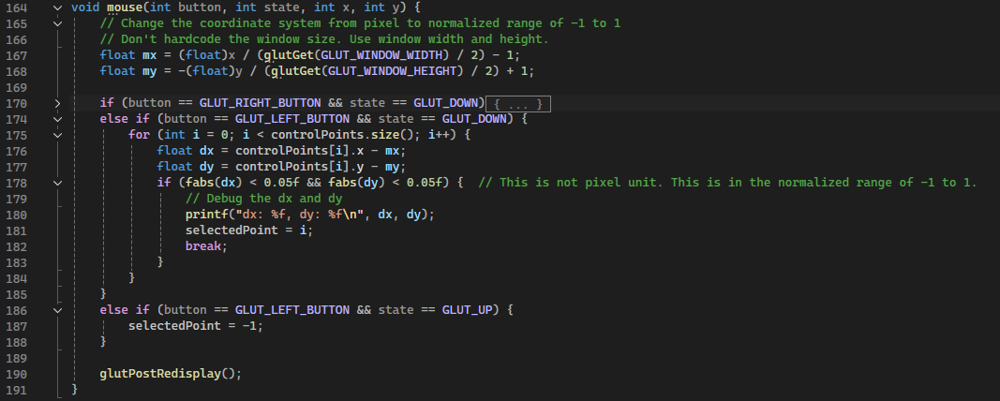 164 void mouse(int button, int state, int x, int y) {
165 // Change the coordinate system from pixel to normalized range of -1 to 1
166 // Don't hardcode the window size. Use window width and height.
167 float mx = (float)x / (glutGet(GLUT_WINDOW_WIDTH) / 2) - 1;
168 float my = -(float)y / (glutGet(GLUT_WINDOW_HEIGHT) / 2) + 1;
169
170 if (button == GLUT_RIGHT_BUTTON && state == GLUT_DOWN){ ... }
174 else if (button == GLUT_LEFT_BUTTON && state == GLUT_DOWN) {
175 for (int i = 0; i < controlPoints.size(); i++) {
176 float dx = controlPoints[i].x - mx;
177 float dy = controlPoints[i].y - my;
178 if (fabs(dx) < 0.05f && fabs(dy) < 0.05f) { // This is not pixel unit. This is in the normalized range of -1 to 1.
179 // Debug the dx and dy
180 printf("dx: %f, dy: %f\n", dx, dy);
181 selectedPoint = i;
182 break;
183 }
184 }
185 }
186 else if (button == GLUT_LEFT_BUTTON && state == GLUT_UP) {
187 selectedPoint = -1;
188 }
189
190 glutPostRedisplay();
191 }